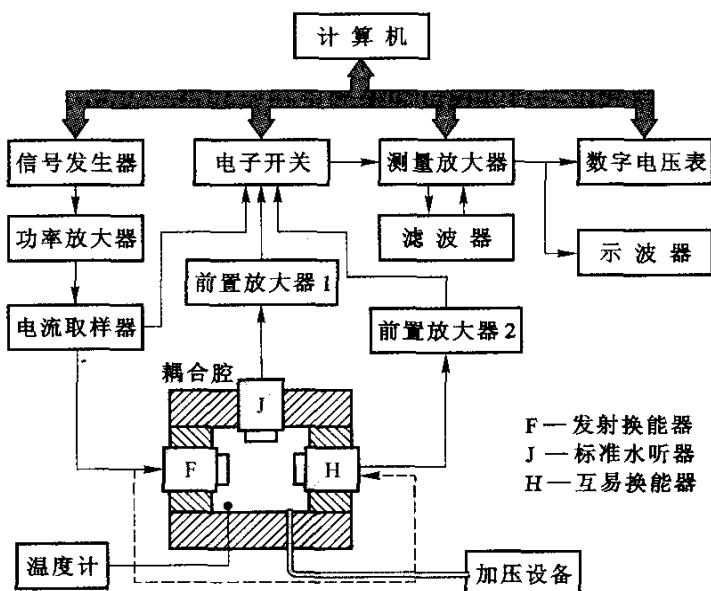 计算机
信号发生器
电子开关
测量放大器
数字电压表
功率放大器
滤波器
示波器
前置放大器1
电流取样器
前置放大器2
耦合腔
J
F—发射换能器
J—标准水听器
H—互易换能器
F
H
温度计
加压设备